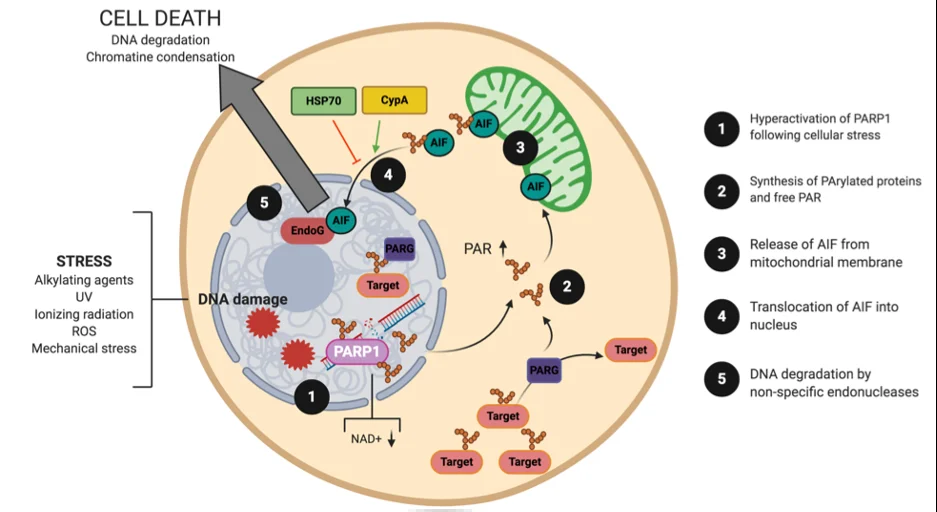 CELL DEATH
DNA degradation
Chromatine condensation
HSP70
CypA
AIF
AIF
3
AIF
4
5
AIF
EndoG
PARG
Target
PAR
2
STRESS
Alkylating agents
UV
Ionizing radiation
ROS
Mechanical stress
DNA damage
PARP1
1
NAD+
Target
PARG
Target
Target
Target
1
Hyperactivation of PARP1
following cellular stress
2
Synthesis of PArylated proteins
and free PAR
3
Release of AIF from
mitochondrial membrane
4
Translocation of AIF into
nucleus
5
DNA degradation by
non-specific endonucleases